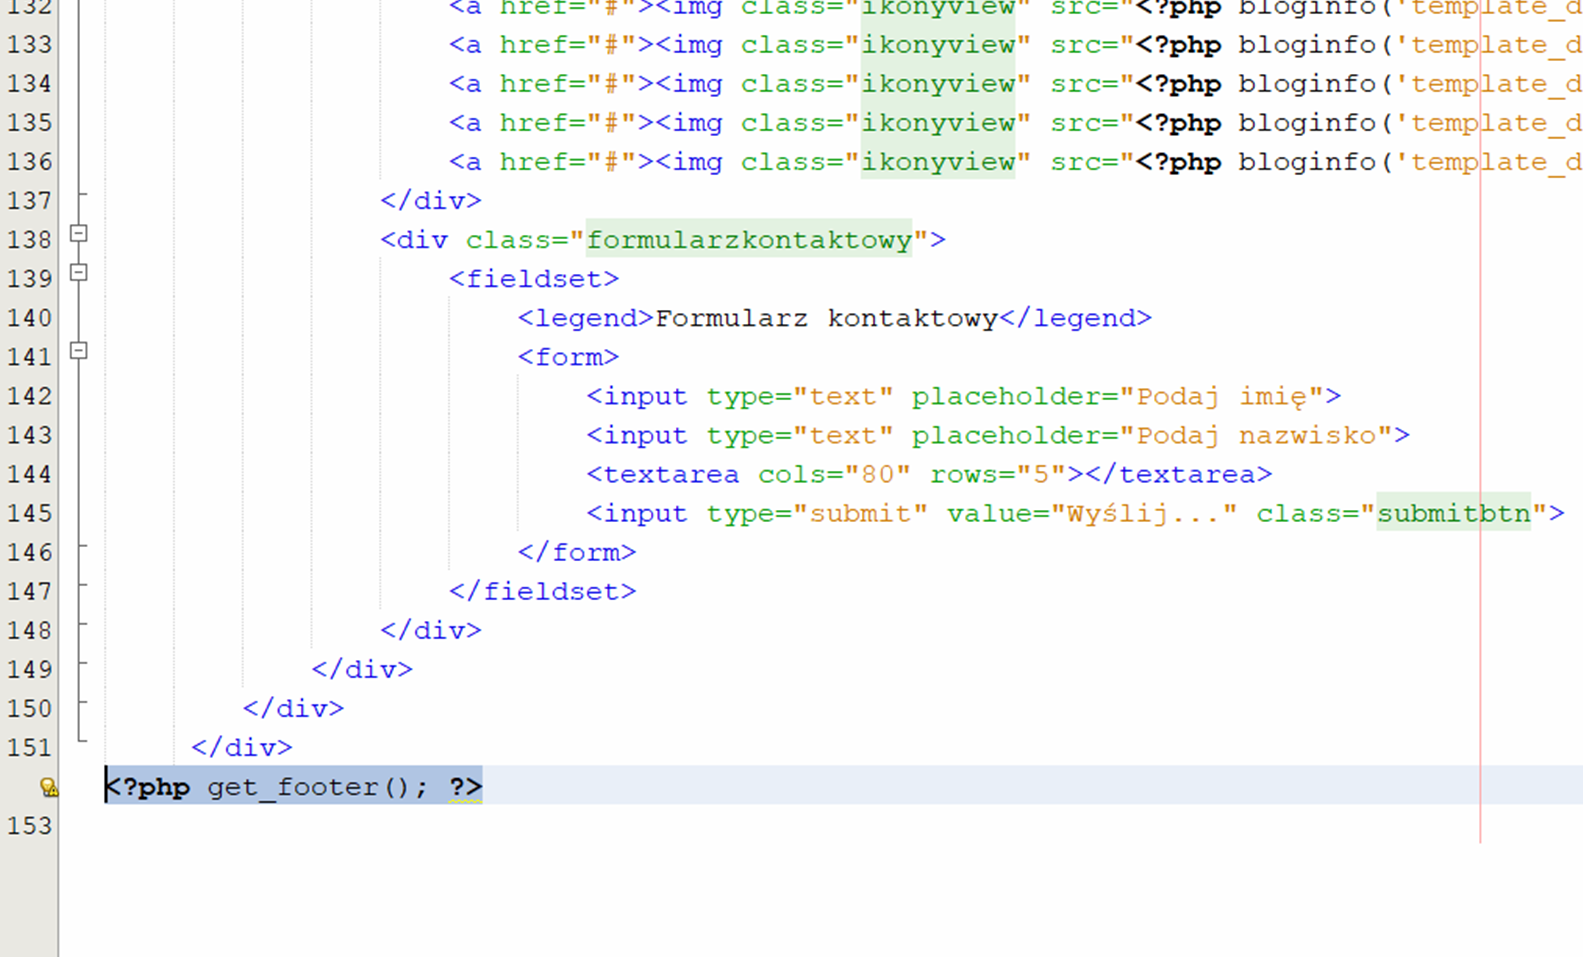 132 <a href="#"><img class="ikonyview" src="<?php bloginfo('template_d
133 <a href="#"><img class="ikonyview" src="<?php bloginfo('template_d
134 <a href="#"><img class="ikonyview" src="<?php bloginfo('template_d
135 <a href="#"><img class="ikonyview" src="<?php bloginfo('template_d
136 <a href="#"><img class="ikonyview" src="<?php bloginfo('template_d
137 </div>
138 <div class="formularzkontaktowy">
139 <fieldset>
140 <legend>Formularz kontaktowy</legend>
141 <form>
142 <input type="text" placeholder="Podaj imię">
143 <input type="text" placeholder="Podaj nazwisko">
144 <textarea cols="80" rows="5"></textarea>
145 <input type="submit" value="Wyślij..." class="submitbtn">
146 </form>
147 </fieldset>
148 </div>
149 </div>
150 </div>
151 </div>
<?php get_footer(); ?>
153